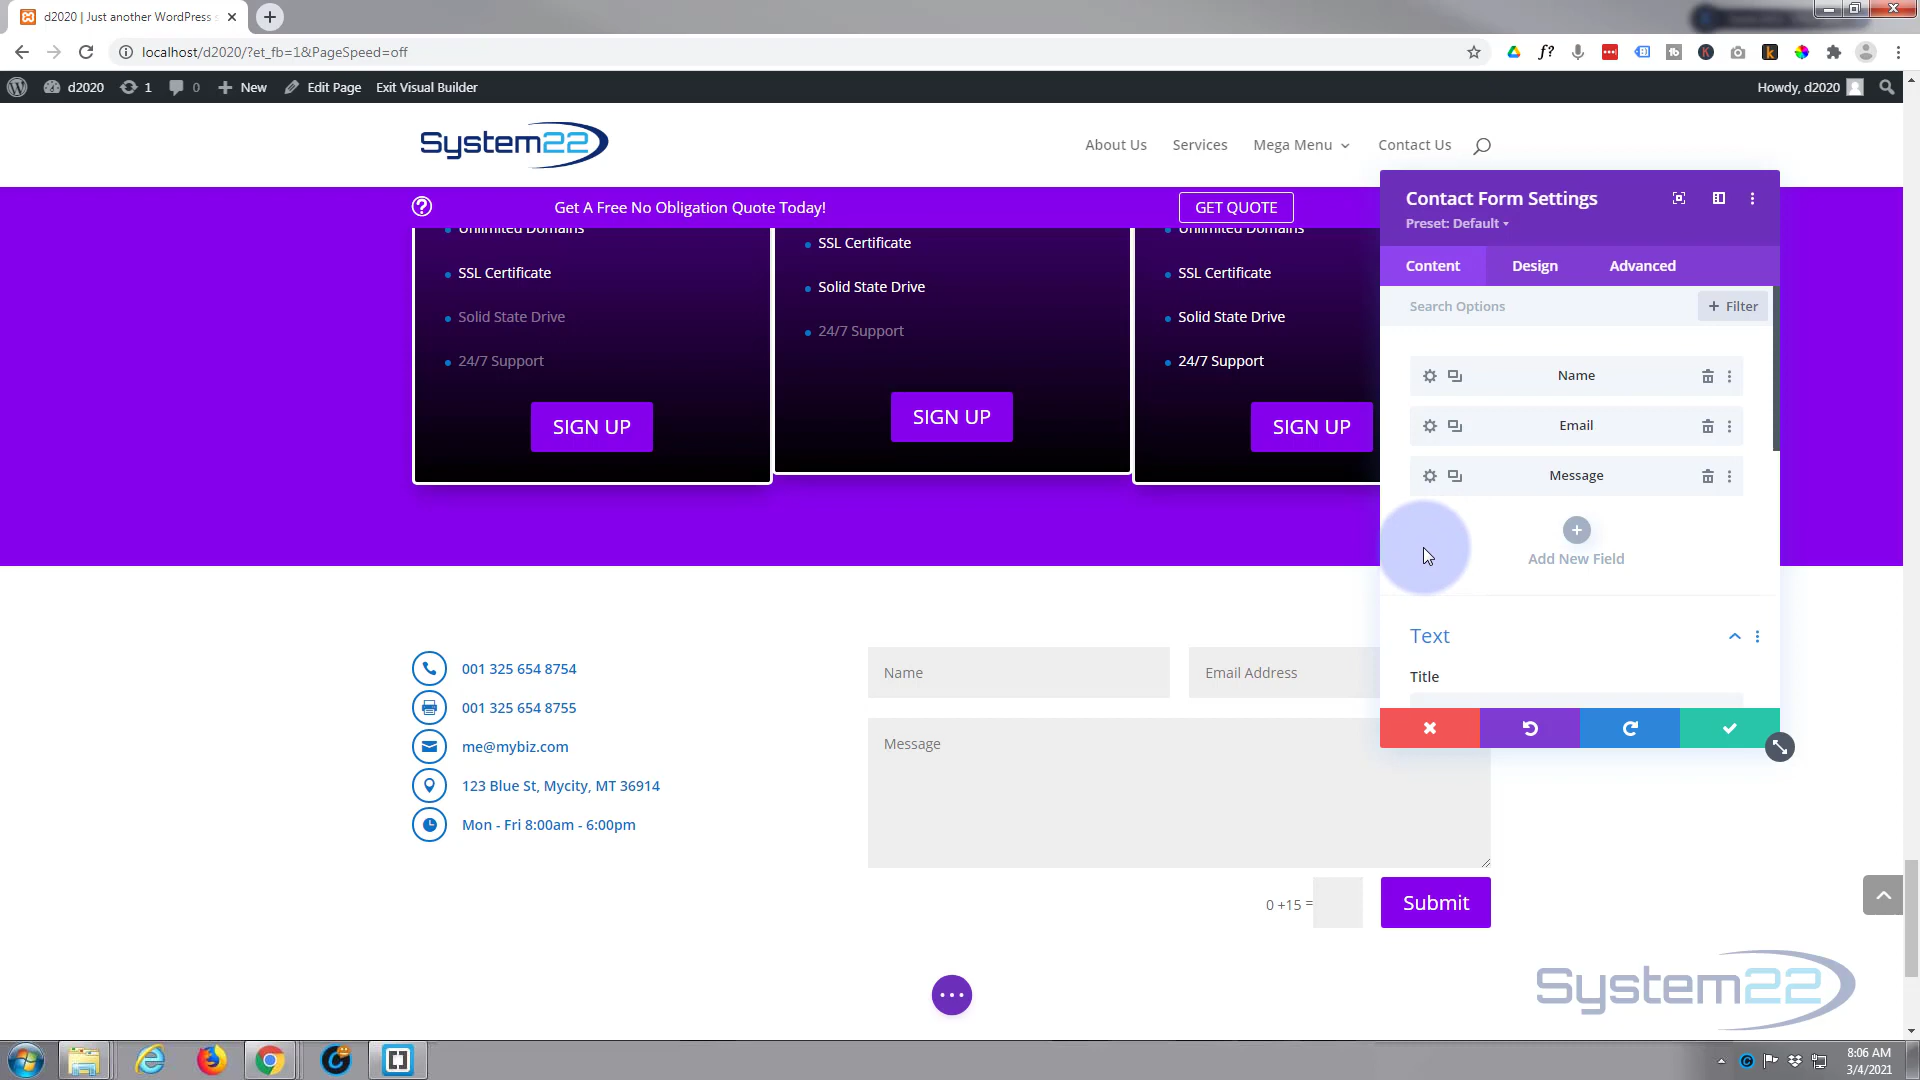 d2020 | Just another WordPress s
localhost/d2020/?et_fb=1&PageSpeed=off
d2020
1
0
New
Edit Page
Exit Visual Builder
Howdy, d2020
System22
About Us
Services
Mega Menu
Contact Us
Get A Free No Obligation Quote Today!
GET QUOTE
Unlimited Domains
SSL Certificate
Solid State Drive
24/7 Support
SIGN UP
SSL Certificate
Solid State Drive
24/7 Support
SIGN UP
Unlimited Domains
SSL Certificate
Solid State Drive
24/7 Support
SIGN UP
Contact Form Settings
Preset: Default
Content
Design
Advanced
Search Options
+ Filter
Name
Email
Message
Add New Field
Text
Title
001 325 654 8754
001 325 654 8755
me@mybiz.com
123 Blue St, Mycity, MT 36914
Mon - Fri 8:00am - 6:00pm
Name
Email Address
Message
0 +15 =
Submit
System22
8:06 AM
3/4/2021